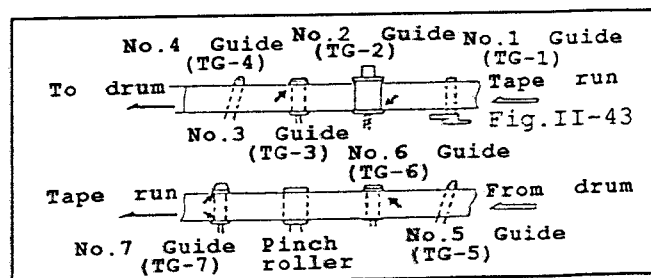 No.4 Guide
(TG-4)
No.2 Guide
(TG-2)
No.1 Guide
(TG-1)
To drum
Tape run
Fig.II-43
No.3 Guide
(TG-3)
No.6 Guide
(TG-6)
Tape run
From drum
No.7 Guide
(TG-7)
Pinch
roller
No.5 Guide
(TG-5)